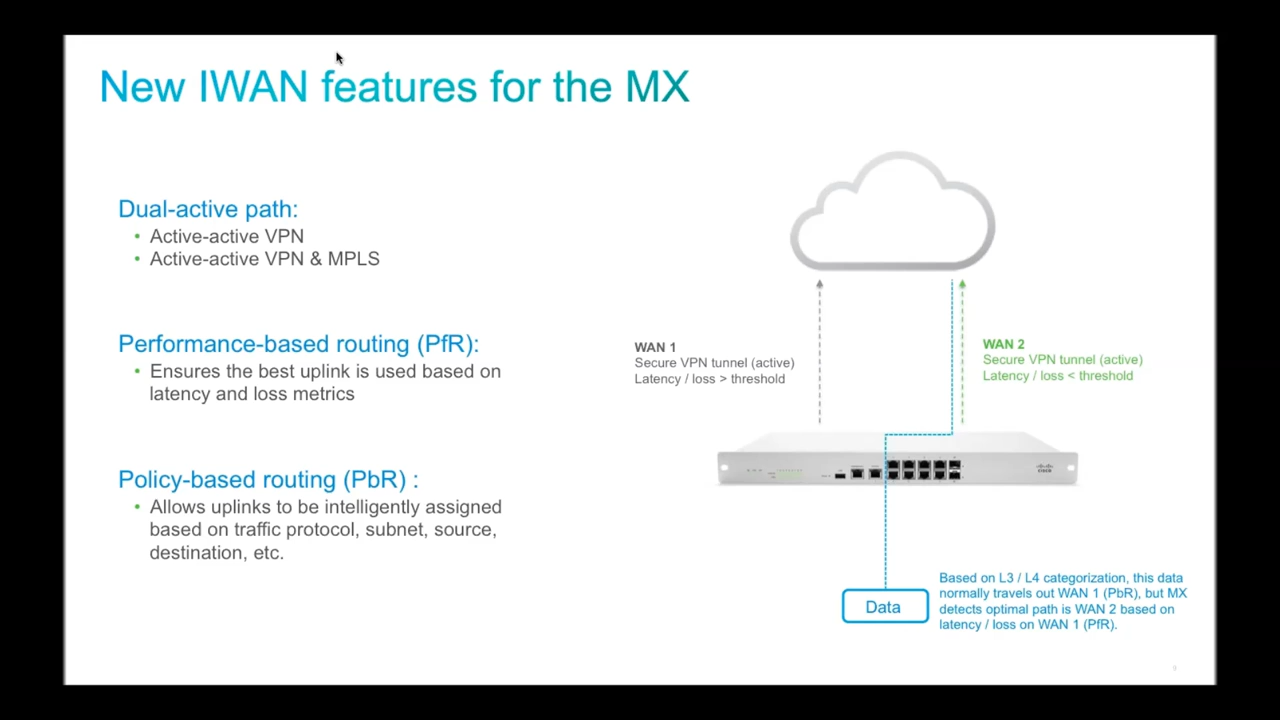 New IWAN features for the MX
Dual-active path:
• Active-active VPN
• Active-active VPN & MPLS
Performance-based routing (PfR):
• Ensures the best uplink is used based on
latency and loss metrics
Policy-based routing (PbR) :
• Allows uplinks to be intelligently assigned
based on traffic protocol, subnet, source,
destination, etc.
WAN 1
Secure VPN tunnel (active)
Latency / loss > threshold
WAN 2
Secure VPN tunnel (active)
Latency / loss < threshold
Data
Based on L3 / L4 categorization, this data
normally travels out WAN 1 (PbR), but MX
detects optimal path is WAN 2 based on
latency / loss on WAN 1 (PfR).